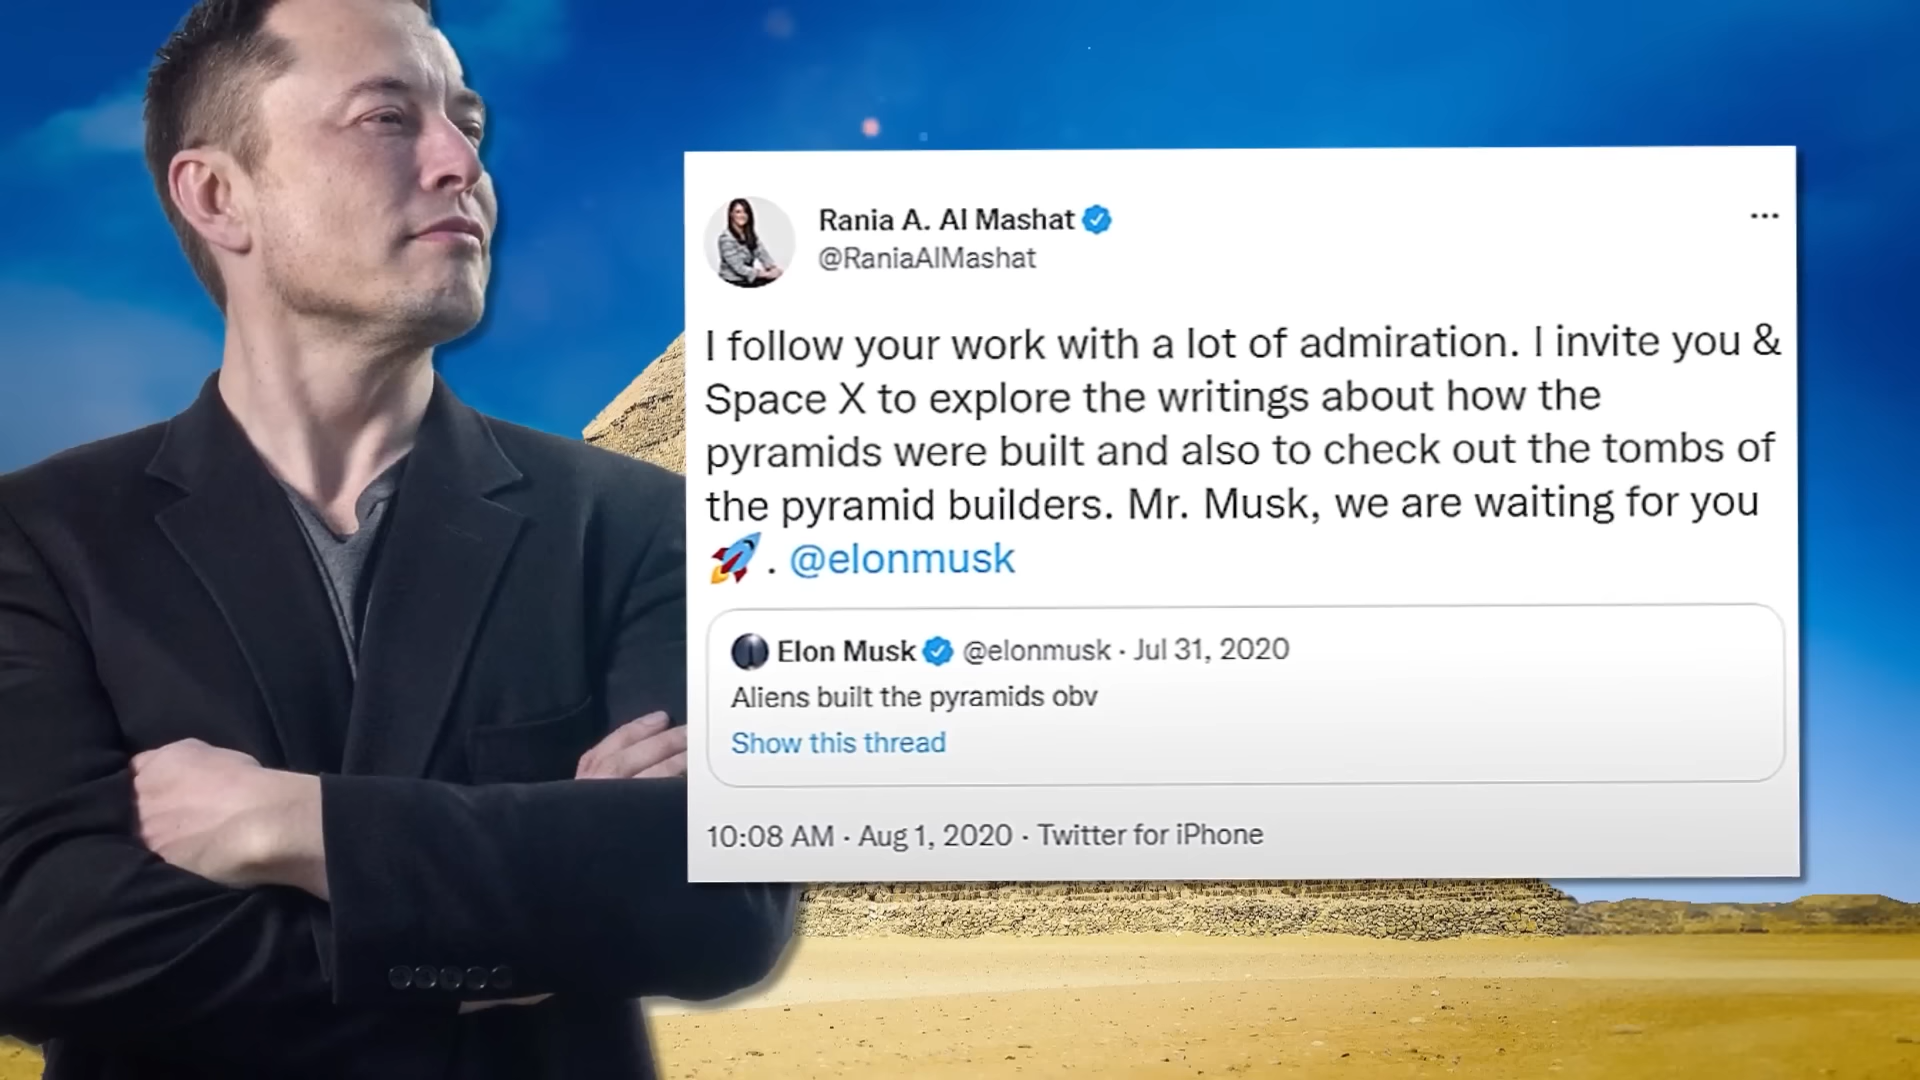 Rania A. Al Mashat
@RaniaAlMashat
I follow your work with a lot of admiration. I invite you &
Space X to explore the writings about how the
pyramids were built and also to check out the tombs of
the pyramid builders. Mr. Musk, we are waiting for you
🚀. @elonmusk
Elon Musk @elonmusk · Jul 31, 2020
Aliens built the pyramids obv
Show this thread
10:08 AM · Aug 1, 2020 · Twitter for iPhone